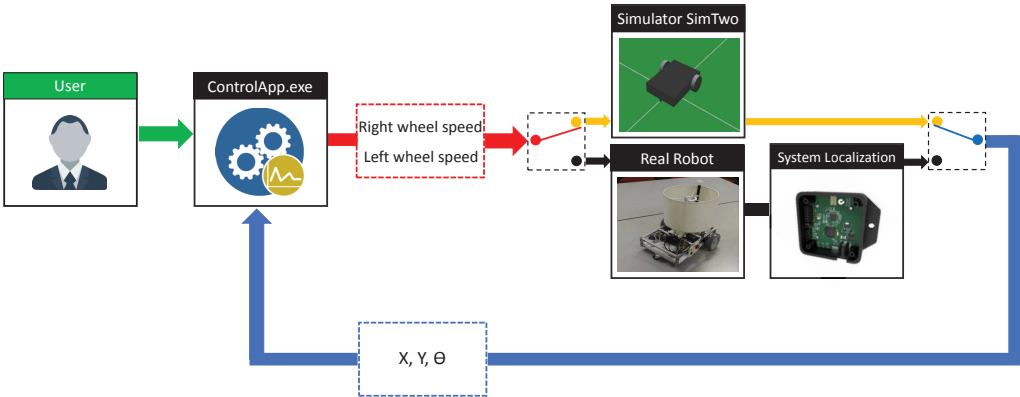 Simulator SimTwo
User
ControlApp.exe
Right wheel speed
Left wheel speed
Real Robot
System Localization
X, Y, ϴ